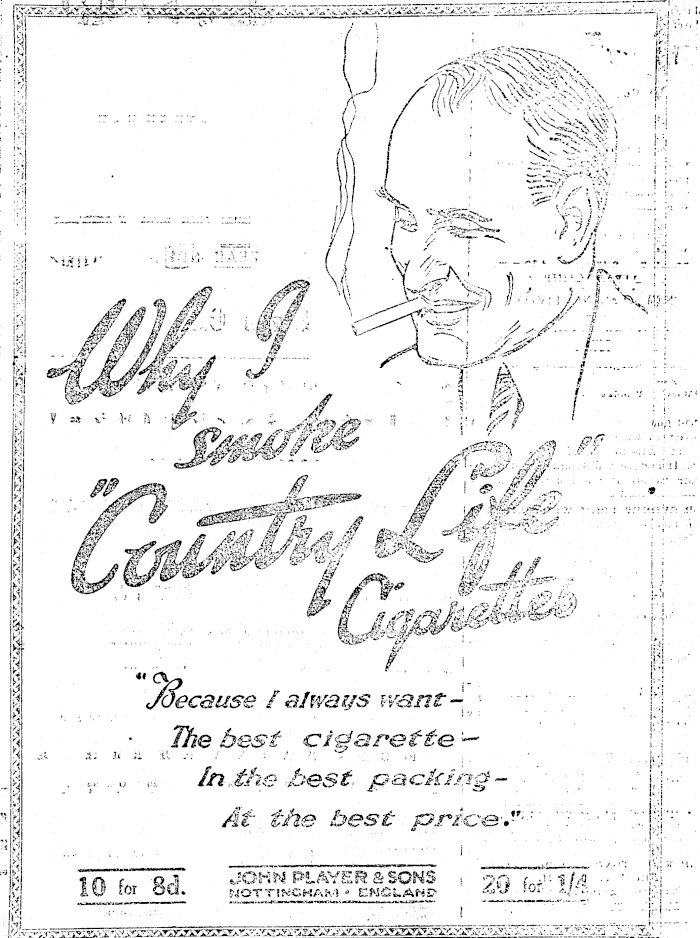 Why I
smoke
"Country Life"
Cigarettes
"Because I always want–
The best cigarette–
In the best packing–
At the best price."
10 for 8d.
JOHN PLAYER & SONS
NOTTINGHAM · ENGLAND
20 for 1/4